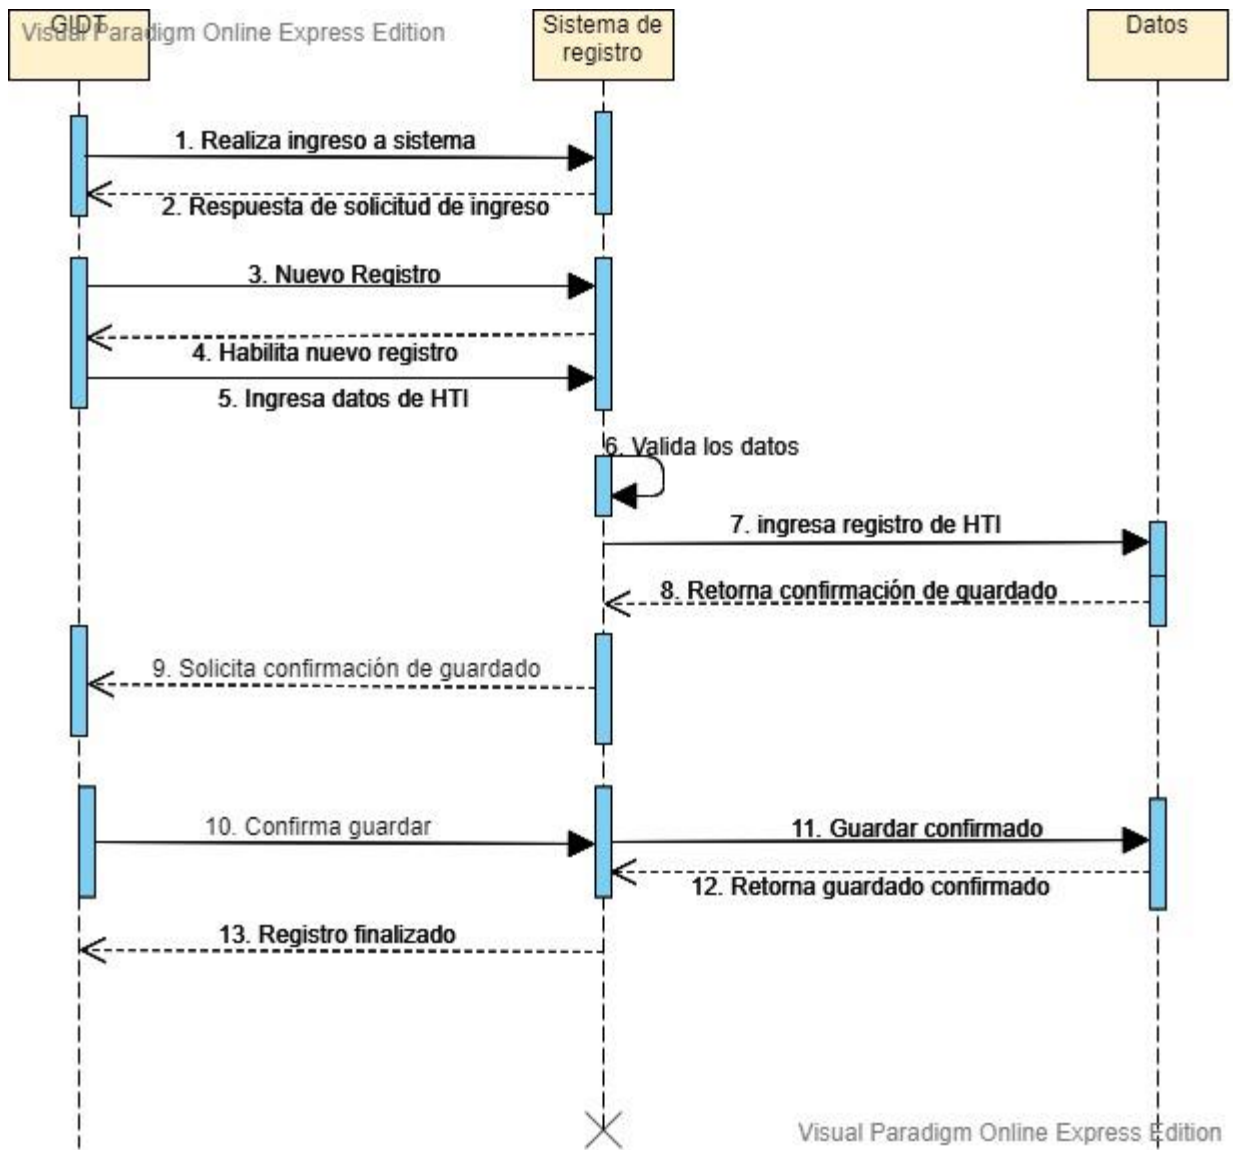 GIDT
Visual Paradigm Online Express Edition
Sistema de
registro
Datos
1. Realiza ingreso a sistema
2. Respuesta de solicitud de ingreso
3. Nuevo Registro
4. Habilita nuevo registro
5. Ingresa datos de HTI
6. Valida los datos
7. ingresa registro de HTI
8. Retorna confirmación de guardado
9. Solicita confirmación de guardado
10. Confirma guardar
11. Guardar confirmado
12. Retorna guardado confirmado
13. Registro finalizado
Visual Paradigm Online Express Edition